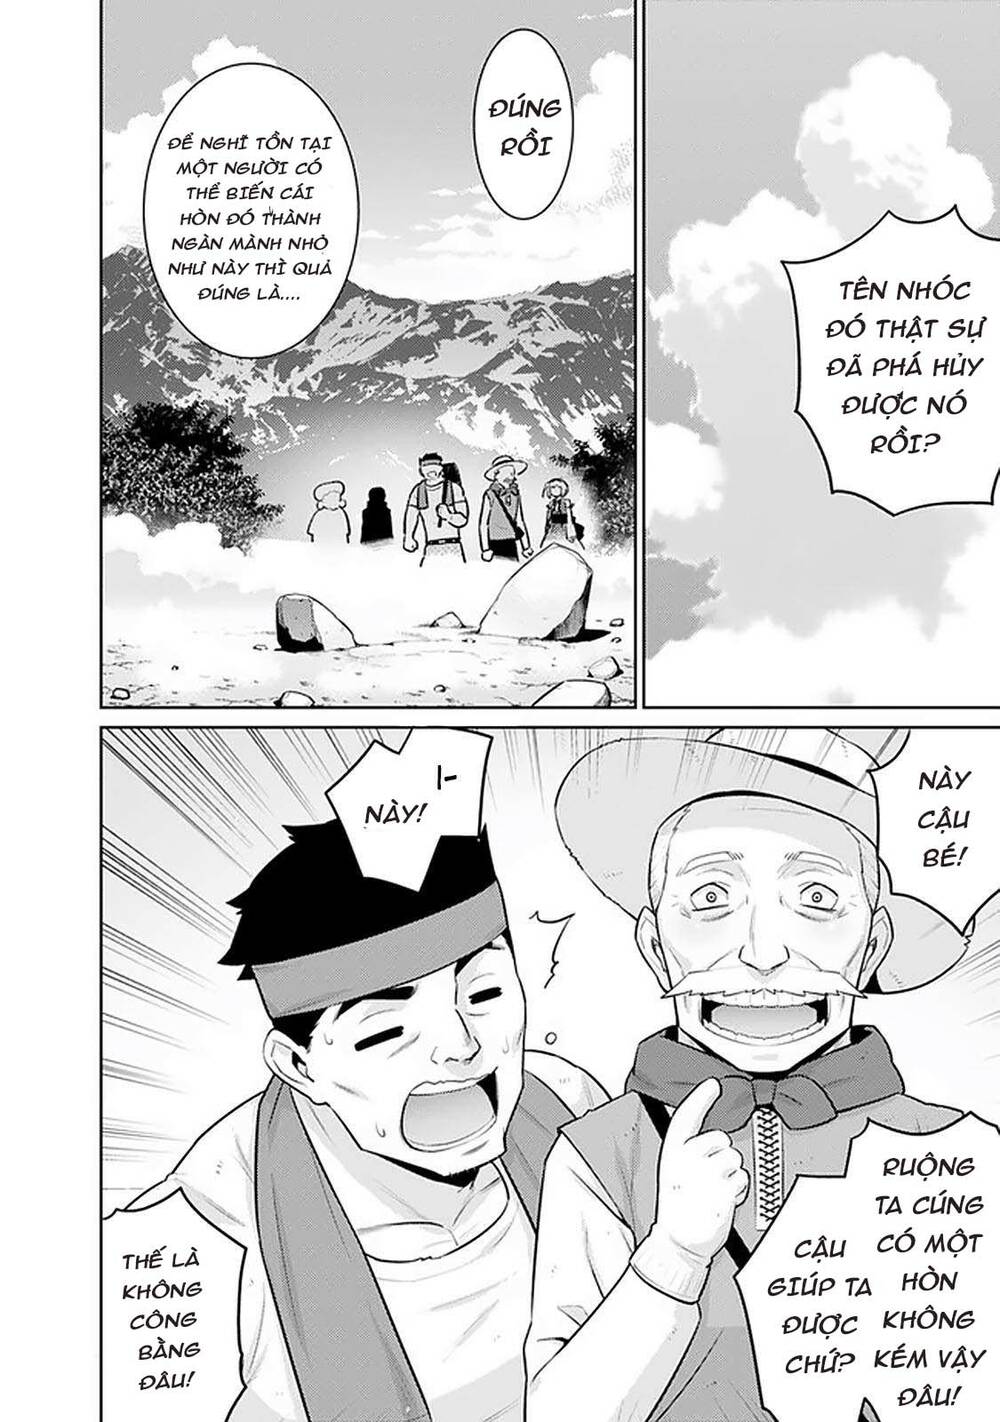 TÊN NHÓC
ĐÓ THẬT SỰ
ĐÃ PHÁ HỦY
ĐƯỢC NÓ
RỒI?
ĐÚNG
RỒI
ĐỂ NGHĨ TỒN TẠI
MỘT NGƯỜI CÓ
THỂ BIẾN CÁI
HÒN ĐÓ THÀNH
NGÀN MẢNH NHỎ
NHƯ NÀY THÌ QUẢ
ĐÚNG LÀ....
NÀY
CẬU
BÉ!
I-
NÀY!
RUỘNG
TA CỨNG
CÓ MỘT
HÒN
KHÔNG
KÉM VẬY
ĐÂU!
CẬU
GIÚP TA
ĐƯỢC
CHỨ?
THẾ LÀ
KHÔNG
CÔNG
BẰNG
ĐÂU!